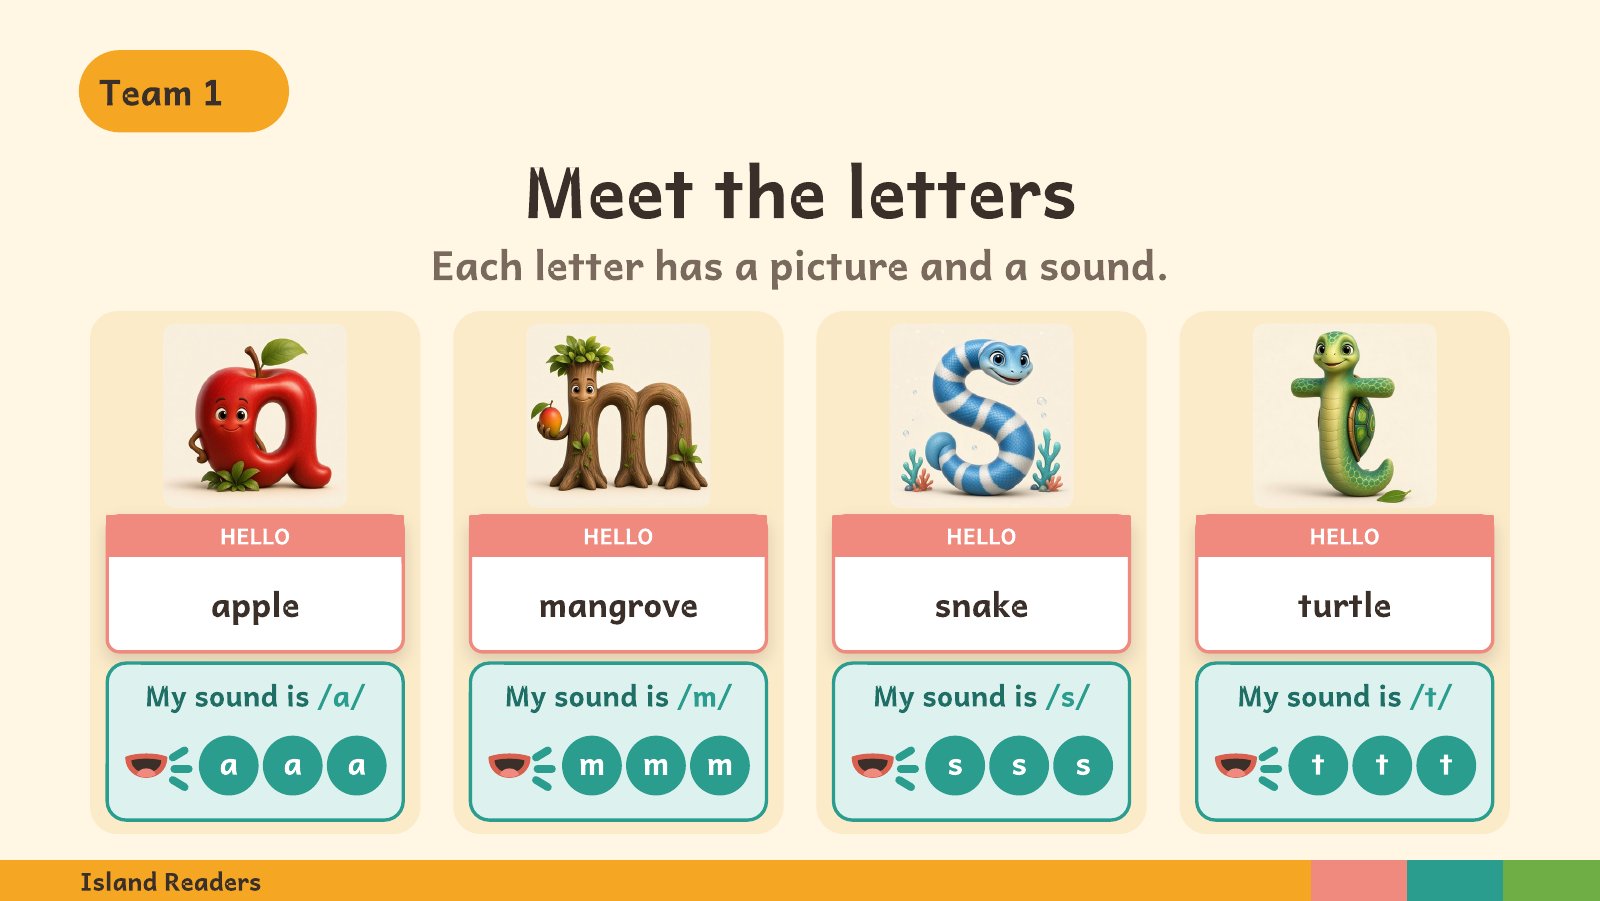 Team 1
Meet the letters
Each letter has a picture and a sound.
HELLO
apple
My sound is /a/
a a a
HELLO
mangrove
My sound is /m/
m m m
HELLO
snake
My sound is /s/
s s s
HELLO
turtle
My sound is /t/
t t t
Island Readers